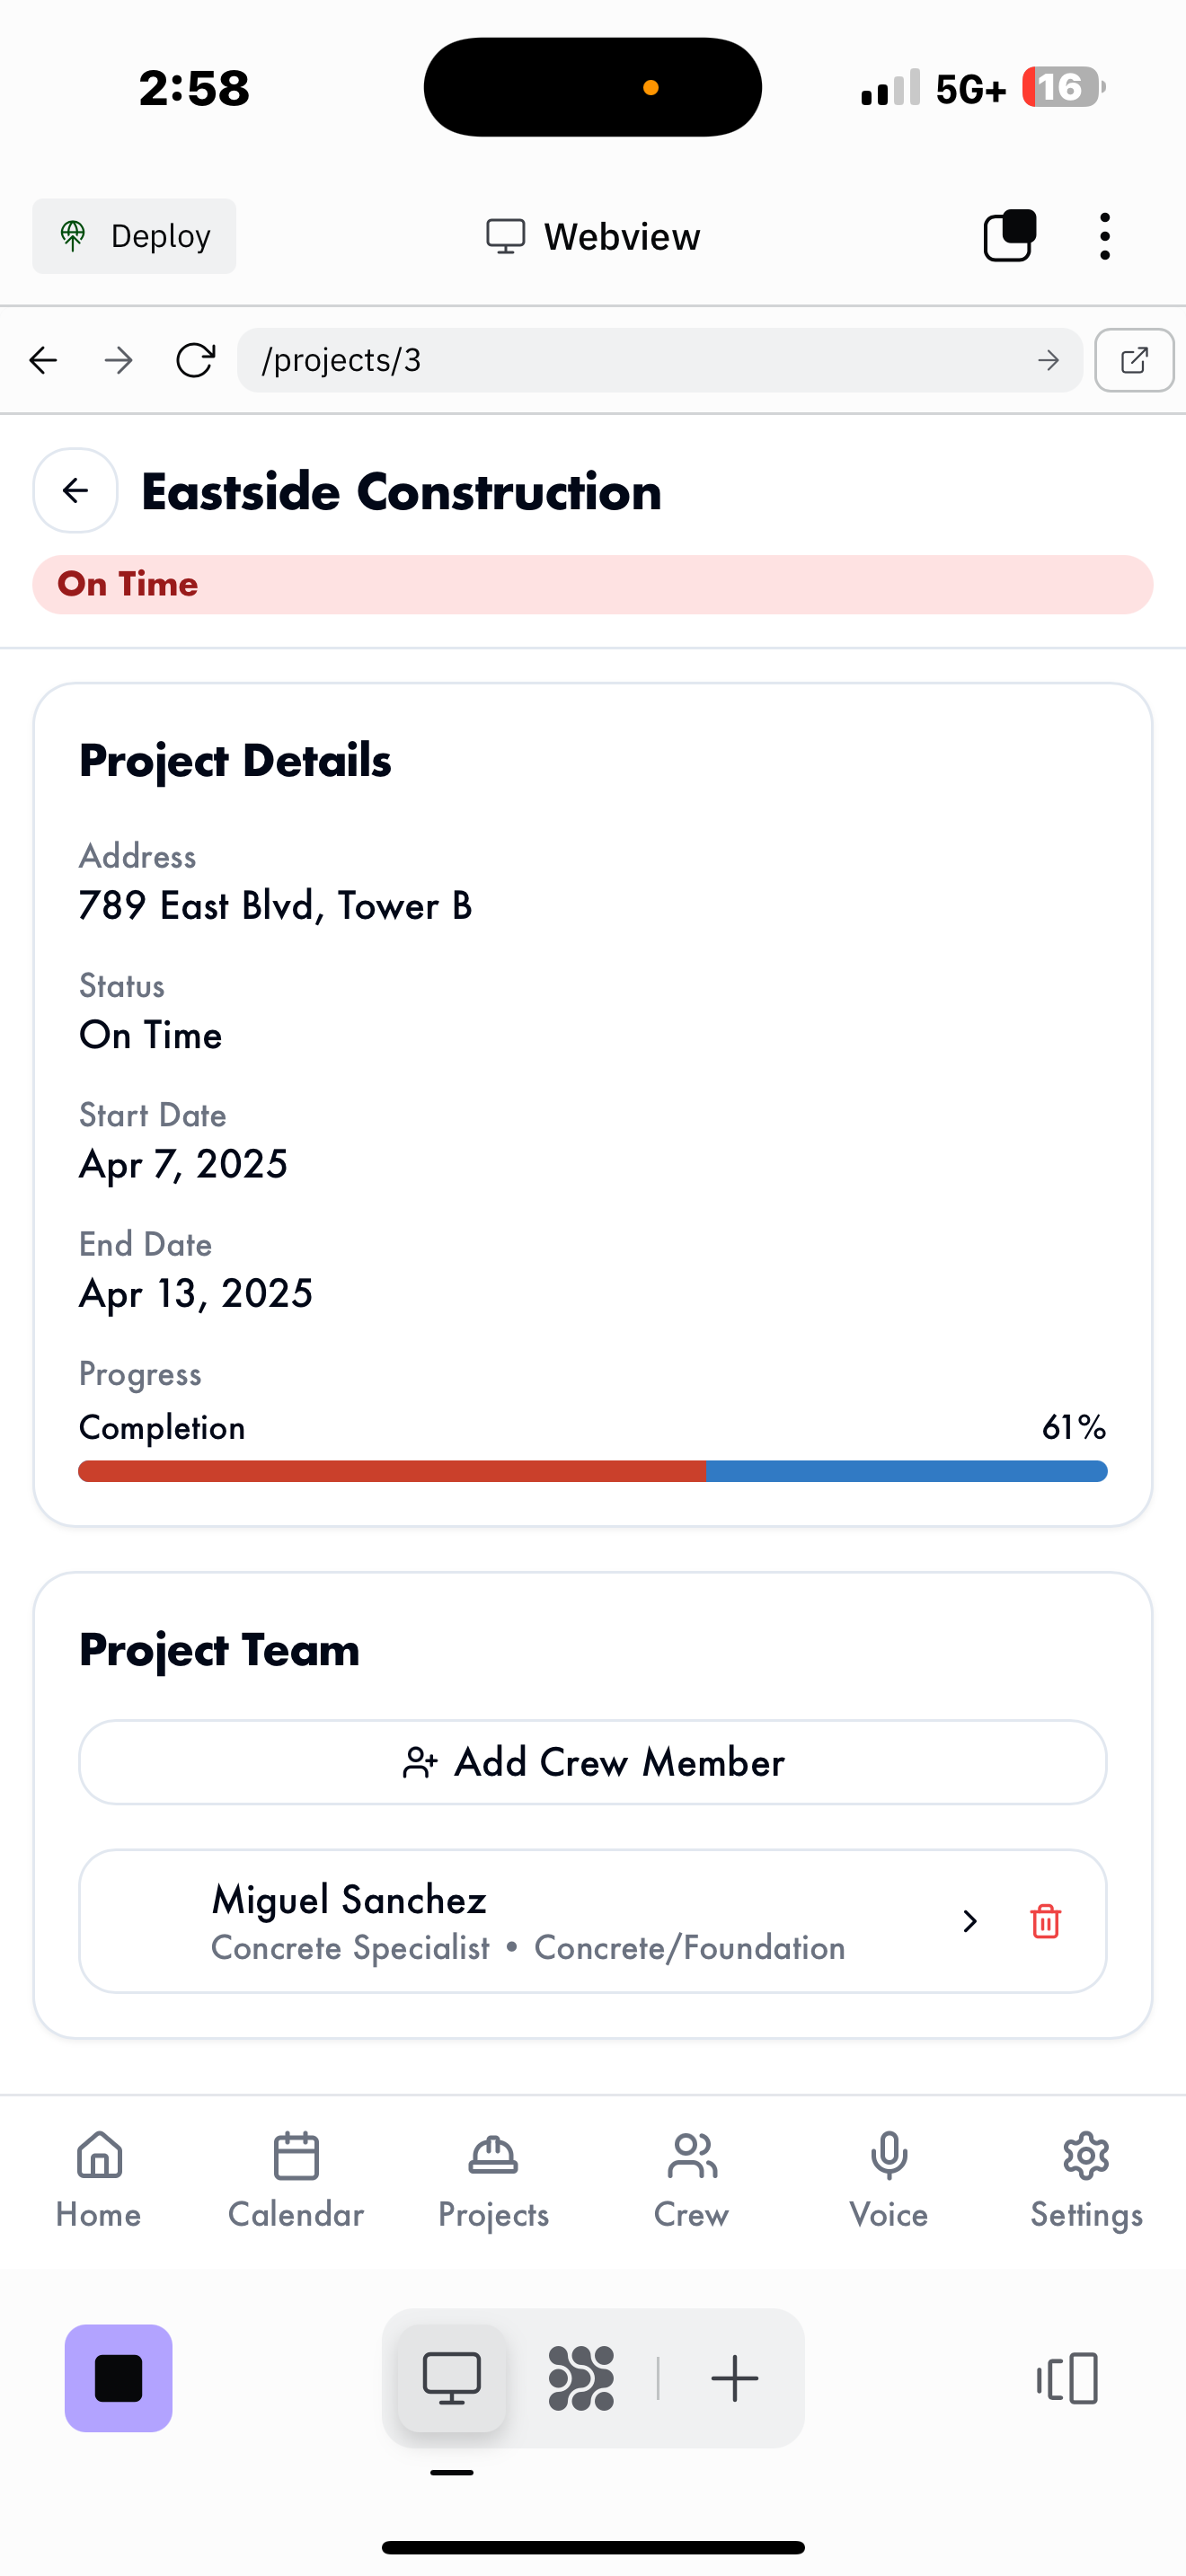 2:58
5G+
16
Deploy
Webview
/projects/3
Eastside Construction
On Time
Project Details
Address
789 East Blvd, Tower B
Status
On Time
Start Date
Apr 7, 2025
End Date
Apr 13, 2025
Progress
Completion 61%
Project Team
Add Crew Member
Miguel Sanchez
Concrete Specialist • Concrete/Foundation
Home Calendar Projects Crew Voice Settings